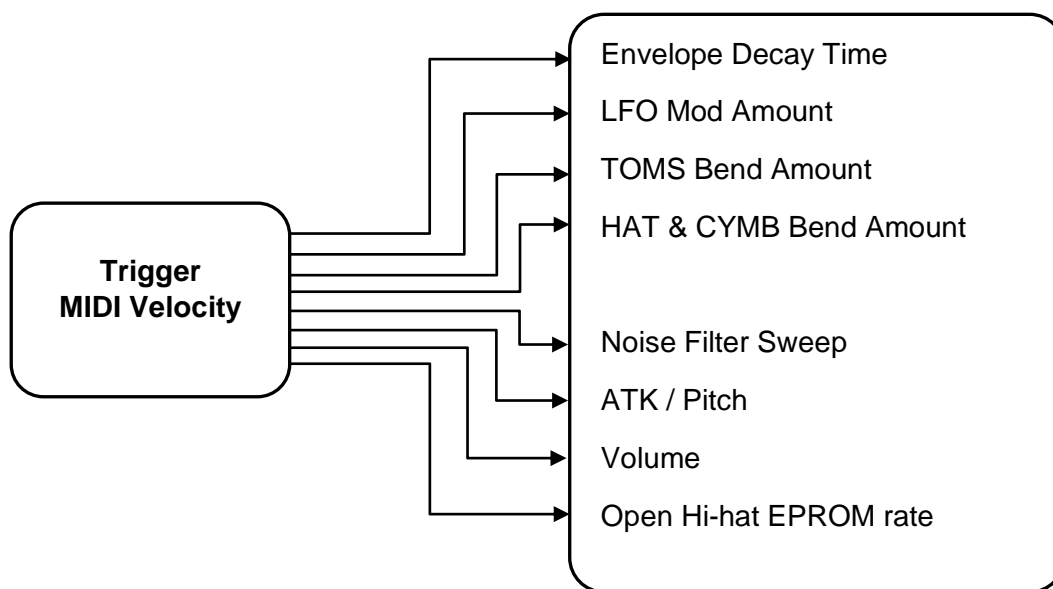 Trigger
MIDI Velocity
Envelope Decay Time
LFO Mod Amount
TOMS Bend Amount
HAT & CYMB Bend Amount
Noise Filter Sweep
ATK / Pitch
Volume
Open Hi-hat EPROM rate